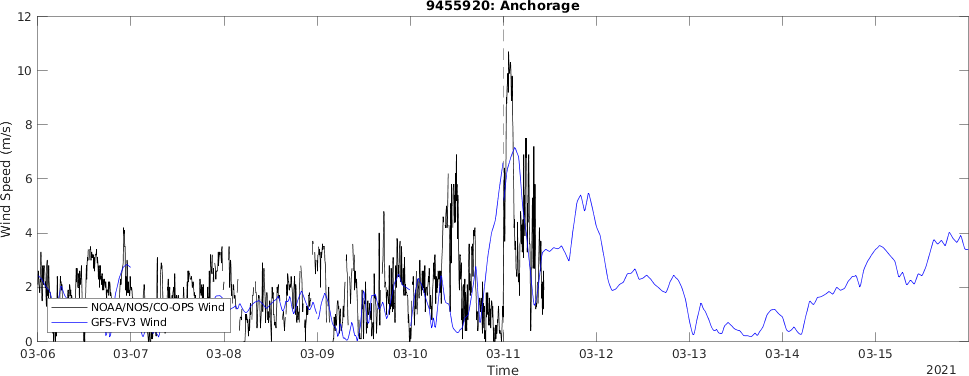 9455920: Anchorage
12
10
8
6
4
2
0
Wind Speed (m/s)
NOAA/NOS/CO-OPS Wind
GFS-FV3 Wind
03-06 03-07 03-08 03-09 03-10 03-11 03-12 03-13 03-14 03-15
Time
2021